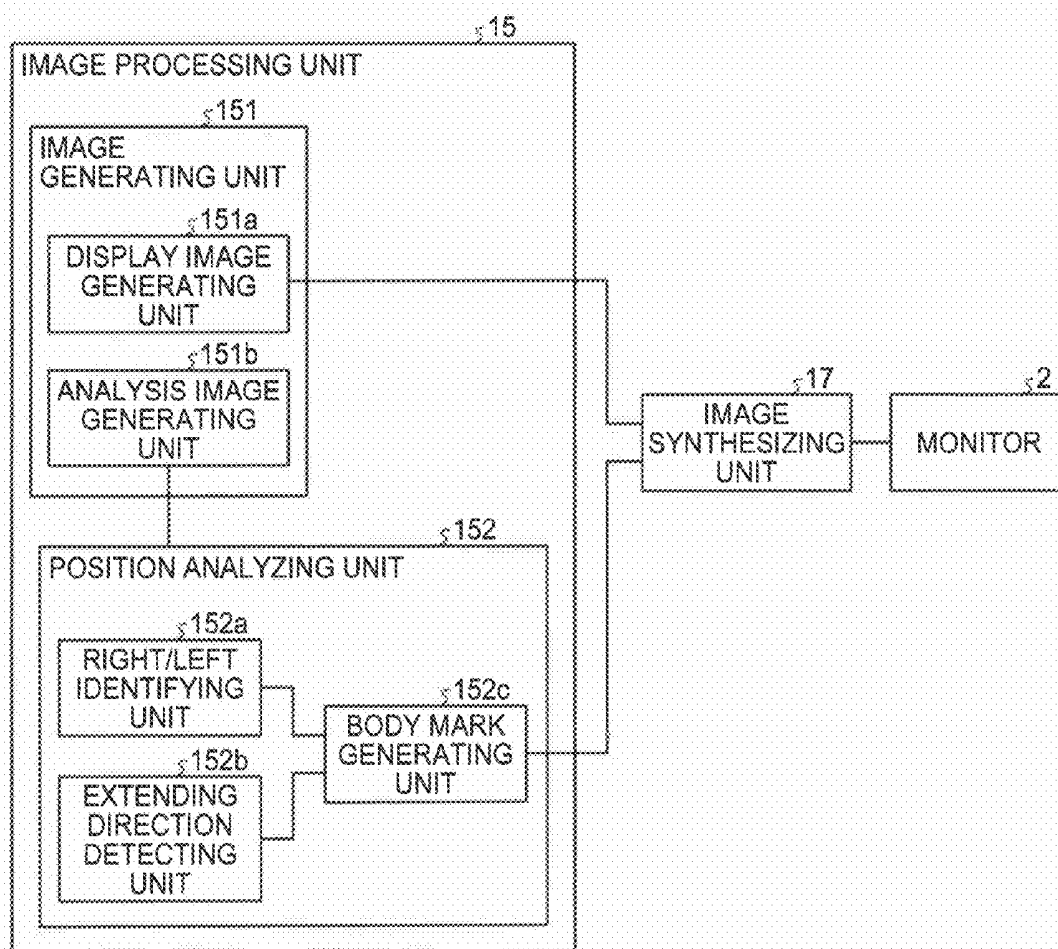 15
IMAGE PROCESSING UNIT
151
IMAGE
GENERATING UNIT
151a
DISPLAY IMAGE
GENERATING
UNIT
151b
ANALYSIS IMAGE
GENERATING
UNIT
17
IMAGE
SYNTHESIZING
UNIT
2
MONITOR
152
POSITION ANALYZING UNIT
152a
RIGHT/LEFT
IDENTIFYING
UNIT
152c
BODY MARK
GENERATING
UNIT
152b
EXTENDING
DIRECTION
DETECTING
UNIT